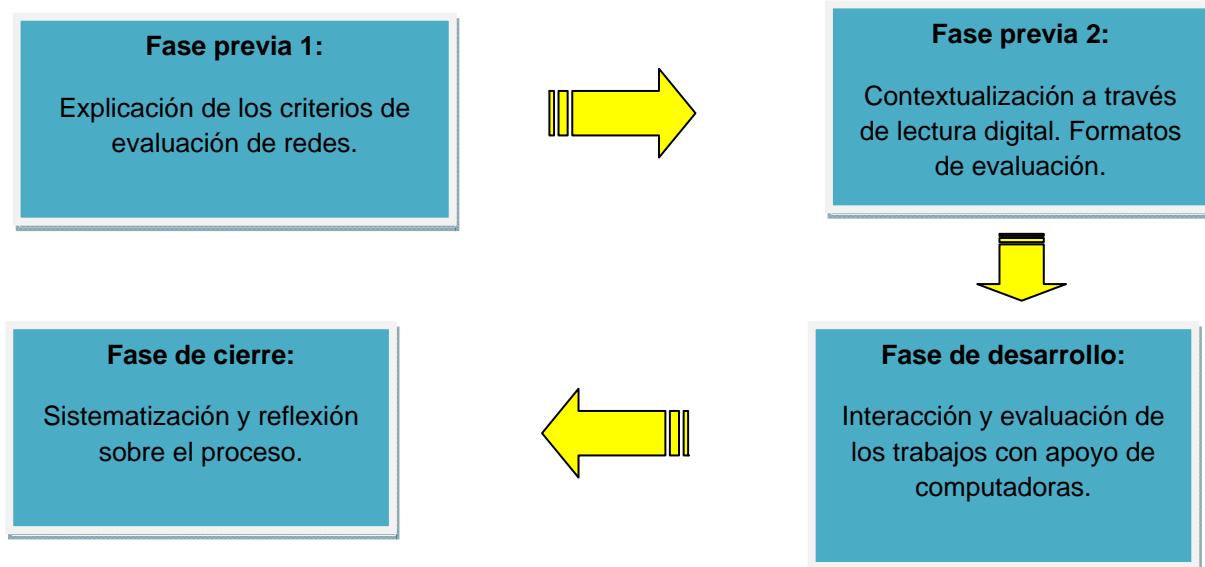 Fase previa 1:
Explicación de los criterios de
evaluación de redes.
Fase previa 2:
Contextualización a través
de lectura digital. Formatos
de evaluación.
Fase de desarrollo:
Interacción y evaluación de
los trabajos con apoyo de
computadoras.
Fase de cierre:
Sistematización y reflexión
sobre el proceso.